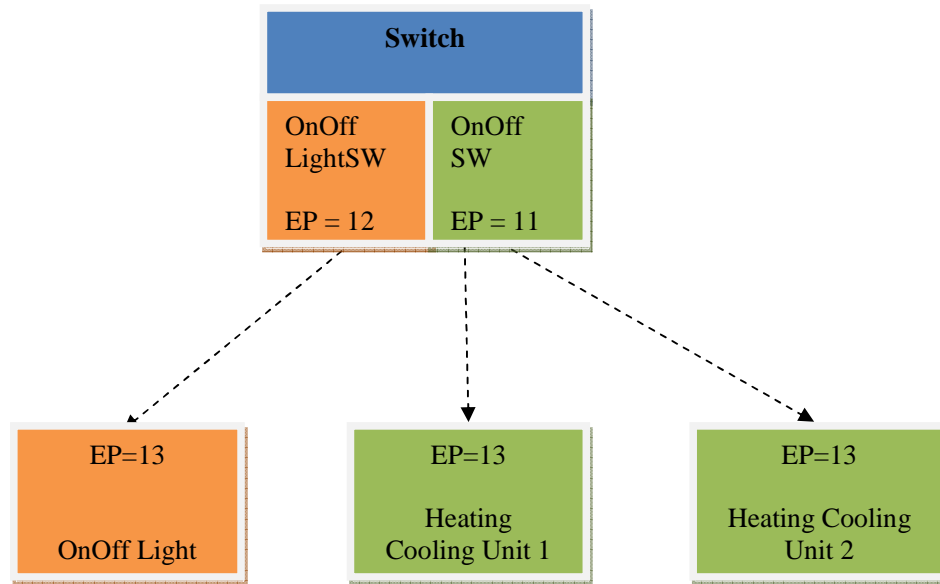 Switch
OnOff
LightSW
EP = 12
OnOff
SW
EP = 11
EP=13
OnOff Light
EP=13
Heating
Cooling Unit 1
EP=13
Heating Cooling
Unit 2